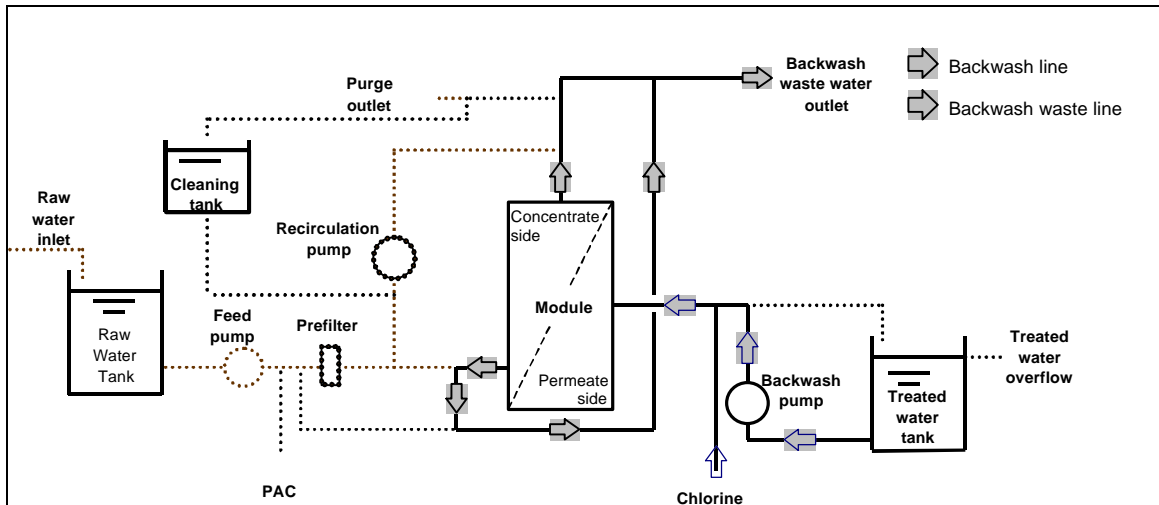 Purge
outlet
Backwash
waste water
outlet
Backwash line
Backwash waste line
Cleaning
tank
Raw
water
inlet
Recirculation
pump
Concentrate
side
Module
Permeate
side
Raw
Water
Tank
Feed
pump
Prefilter
Backwash
pump
Treated
water
tank
Treated
water
overflow
PAC
Chlorine